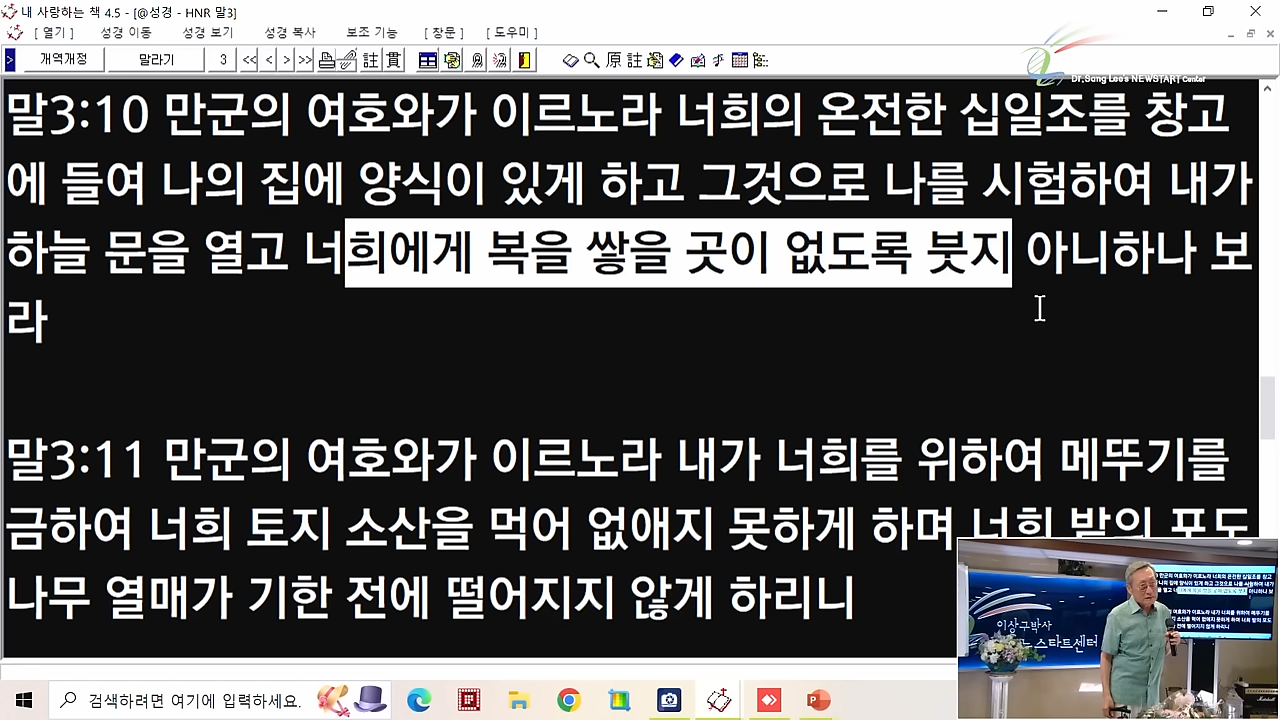 내 사랑하는 책 4.5 - [@성경 - HNR 말3]
[ 열기 ] 성경 이동 성경 보기 성경 복사 보조 기능 [ 창문 ] [ 도우미 ]
> 개역개정 말라기 3 << < > >> 註 貫 原 註
Dr.Sang Lee's NEWSTART Center
말3:10 만군의 여호와가 이르노라 너희의 온전한 십일조를 창고
에 들여 나의 집에 양식이 있게 하고 그것으로 나를 시험하여 내가
하늘 문을 열고 너희에게 복을 쌓을 곳이 없도록 붓지 아니하나 보
라
말3:11 만군의 여호와가 이르노라 내가 너희를 위하여 메뚜기를
금하여 너희 토지 소산을 먹어 없애지 못하게 하며 너희 밭의 포도
나무 열매가 기한 전에 떨어지지 않게 하리니
이상구박사
뉴스타트센터
검색하려면 여기에 입력하세요.